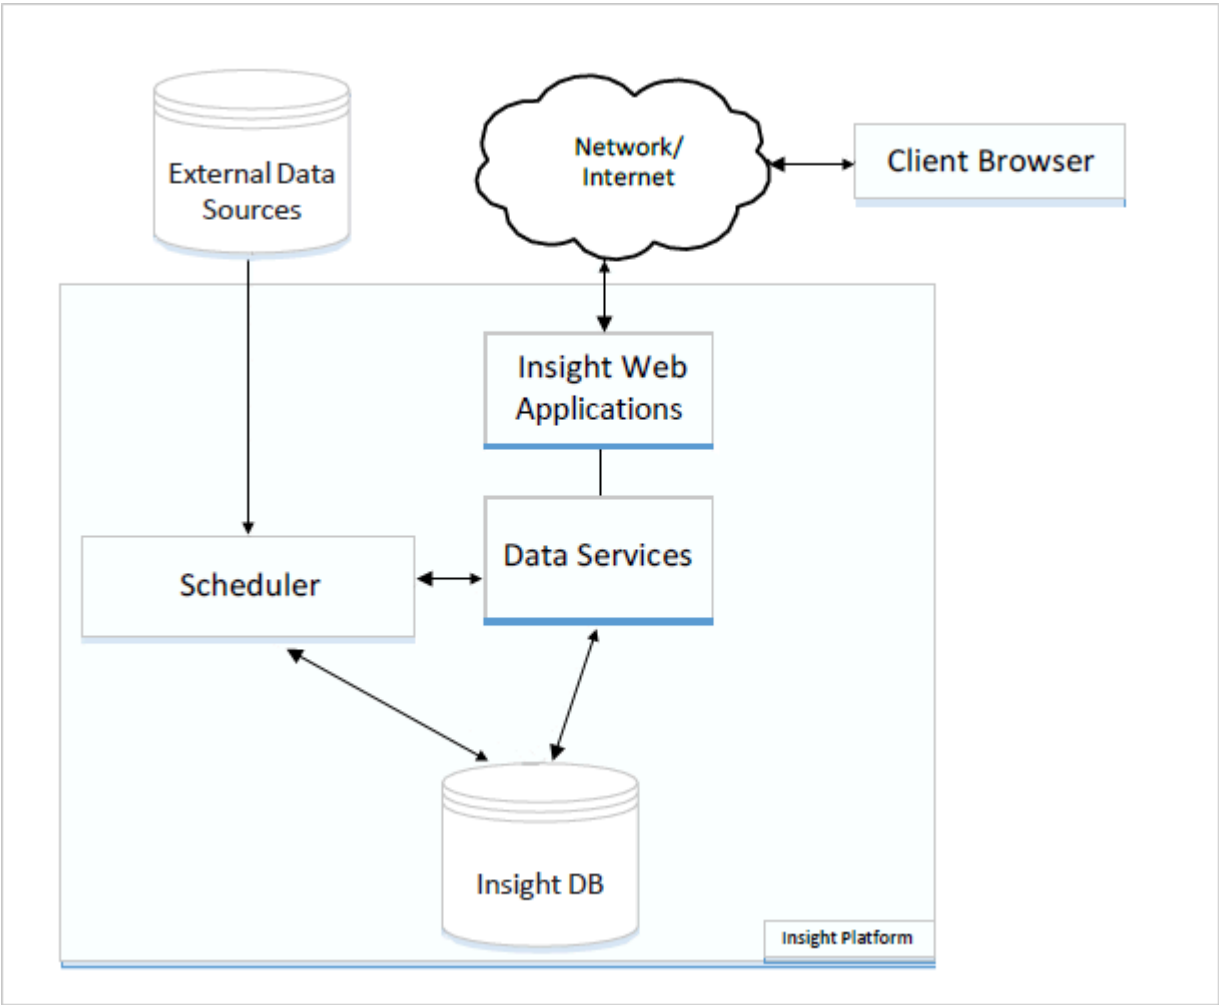 External Data
Sources
Network/
Internet
Client Browser
Insight Web
Applications
Data Services
Scheduler
Insight DB
Insight Platform